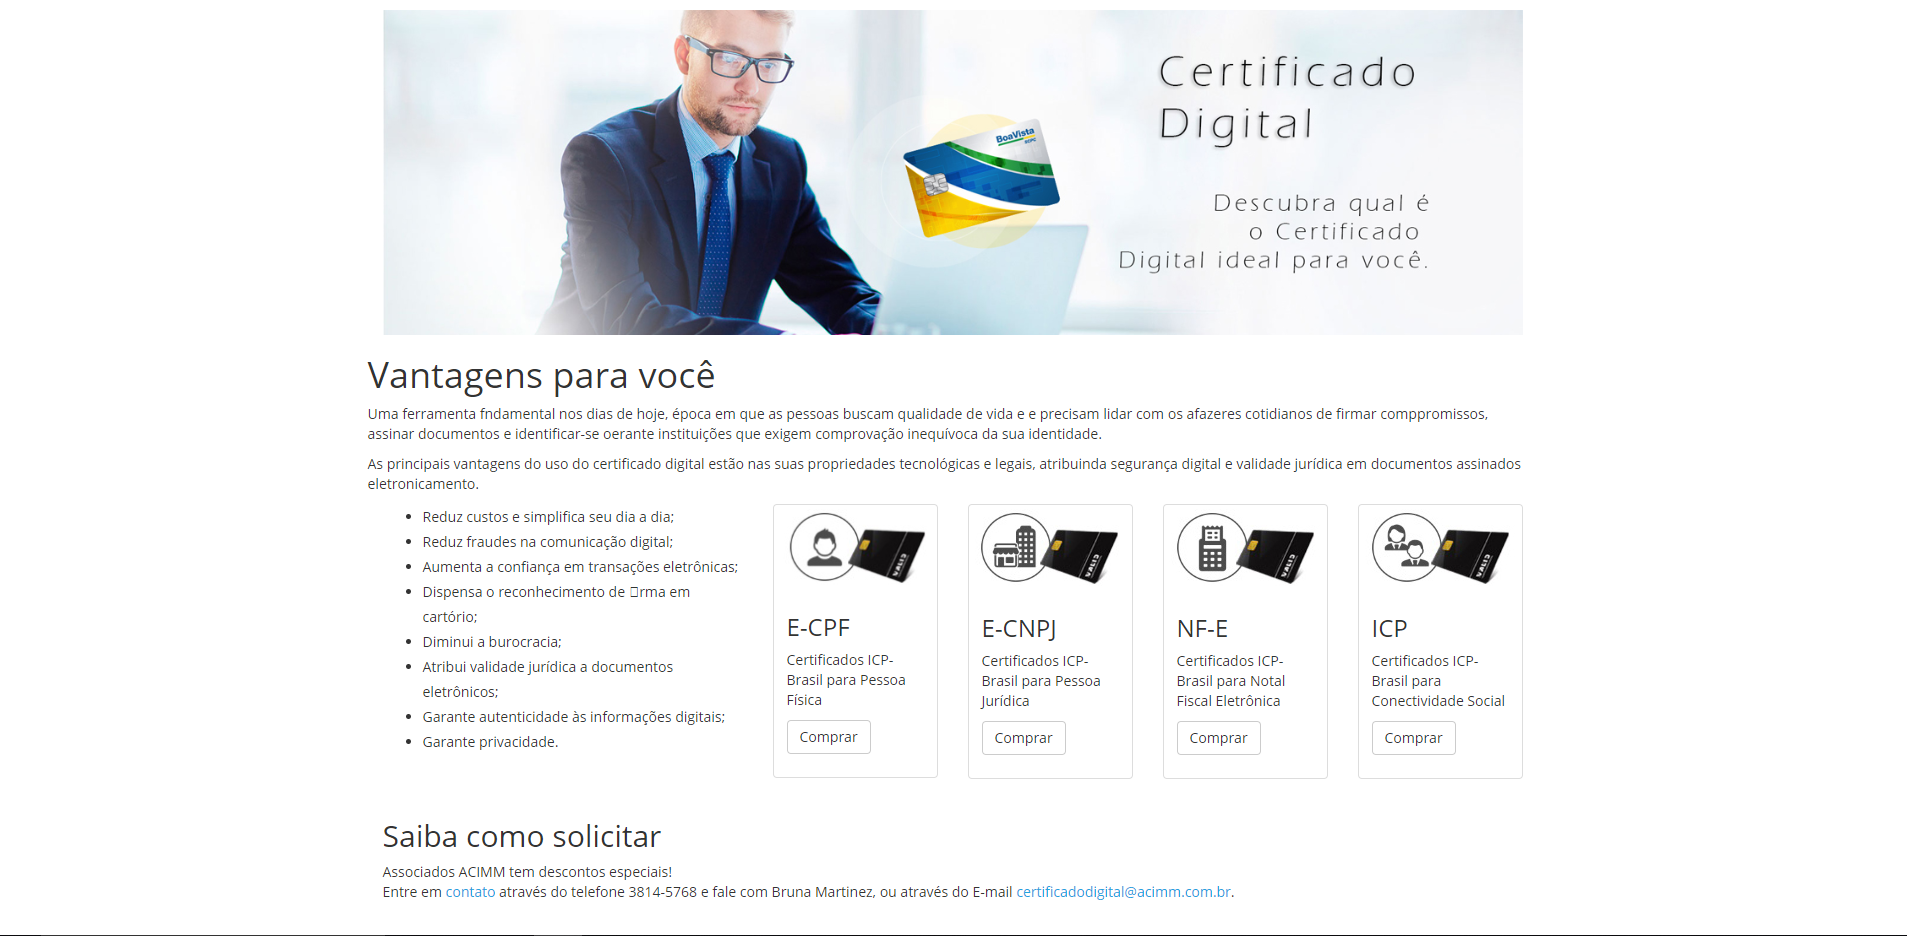 Certificado
Digital
BoaVista
SCPC
Descubra qual é
o Certificado
Digital ideal para você.
Vantagens para você
Uma ferramenta fndamental nos dias de hoje, época em que as pessoas buscam qualidade de vida e e precisam lidar com os afazeres cotidianos de firmar comppromissos,
assinar documentos e identificar-se oerante instituições que exigem comprovação inequívoca da sua identidade.
As principais vantagens do uso do certificado digital estão nas suas propriedades tecnológicas e legais, atribuinda segurança digital e validade jurídica em documentos assinados
eletronicamento.
• Reduz custos e simplifica seu dia a dia;
• Reduz fraudes na comunicação digital;
• Aumenta a confiança em transações eletrônicas;
• Dispensa o reconhecimento de □rma em
cartório;
• Diminui a burocracia;
• Atribui validade jurídica a documentos
eletrônicos;
• Garante autenticidade às informações digitais;
• Garante privacidade.
VALID
E-CPF
Certificados ICP-
Brasil para Pessoa
Física
Comprar
VALID
E-CNPJ
Certificados ICP-
Brasil para Pessoa
Jurídica
Comprar
VALID
NF-E
Certificados ICP-
Brasil para Notal
Fiscal Eletrônica
Comprar
VALID
ICP
Certificados ICP-
Brasil para
Conectividade Social
Comprar
Saiba como solicitar
Associados ACIMM tem descontos especiais!
Entre em contato através do telefone 3814-5768 e fale com Bruna Martinez, ou através do E-mail certificadodigital@acimm.com.br.